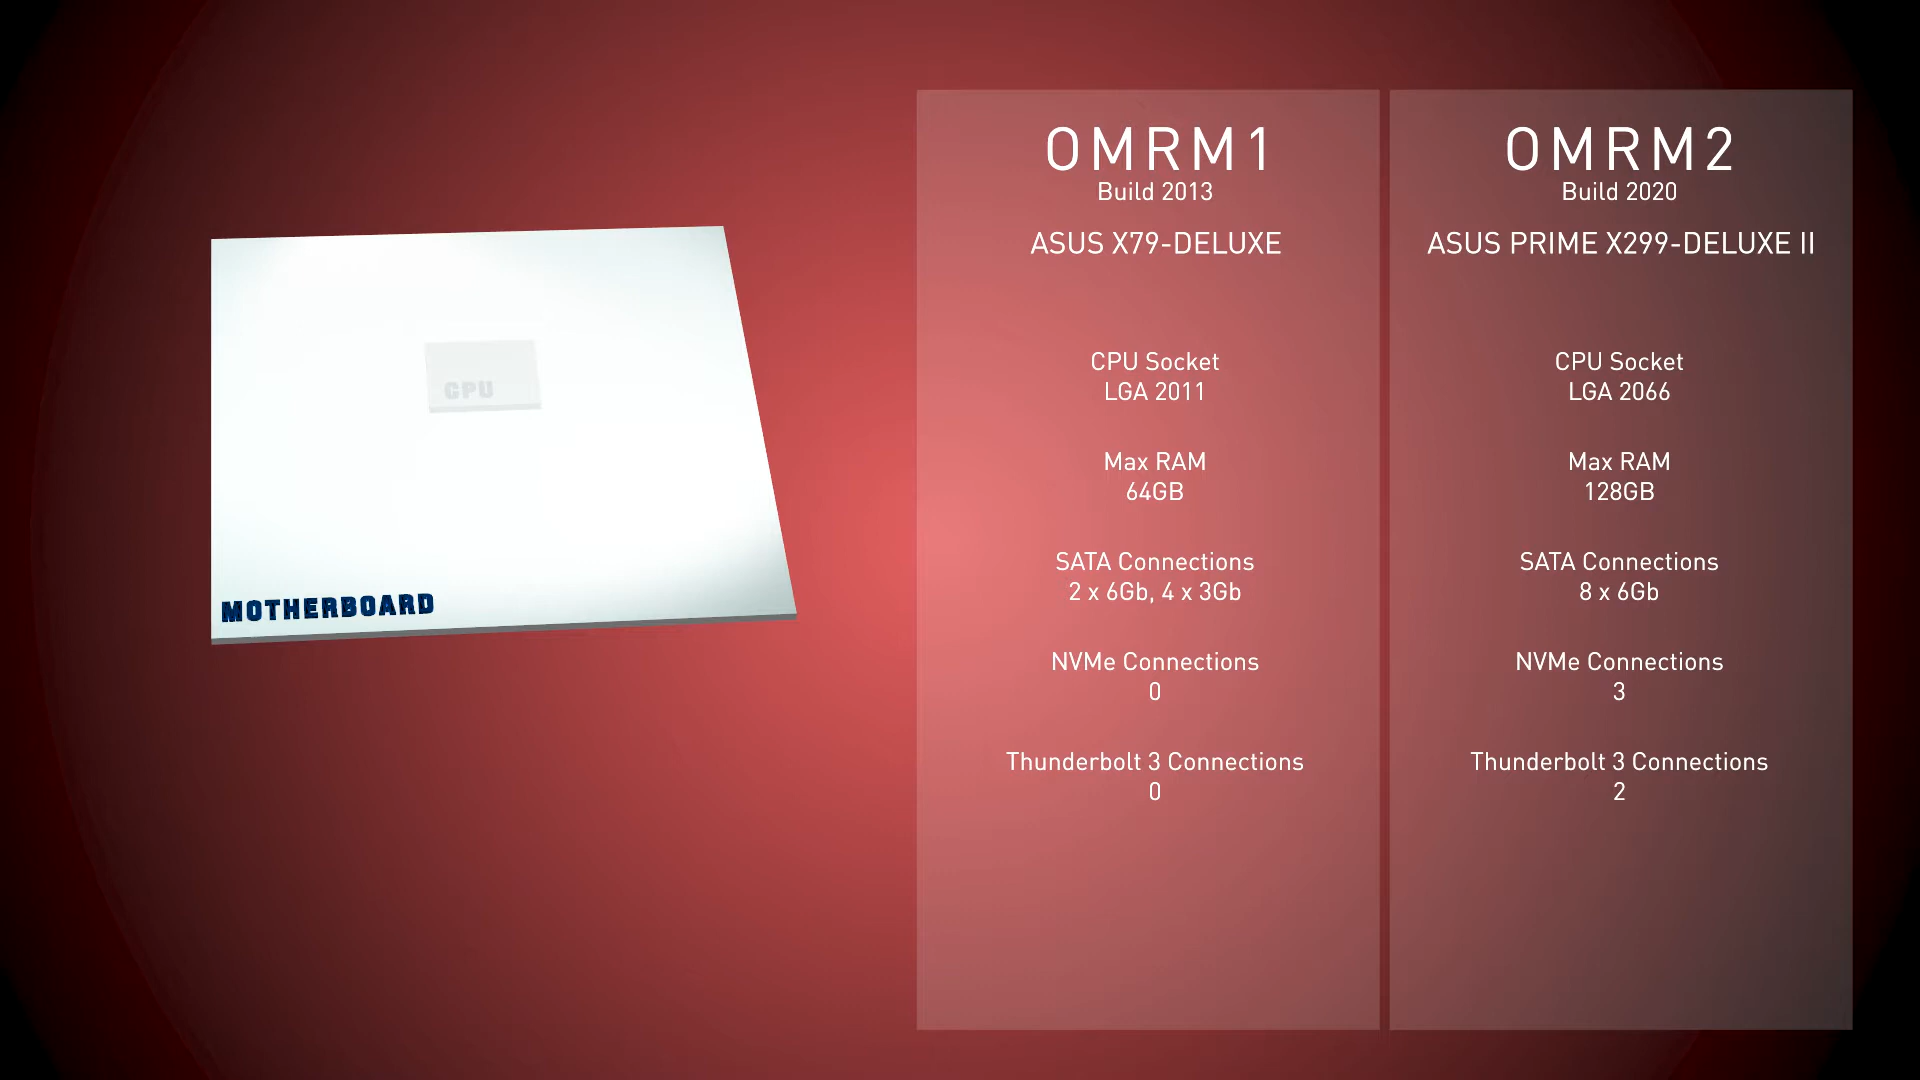 CPU
MOTHERBOARD
OMRM1
Build 2013
ASUS X79-DELUXE
CPU Socket
LGA 2011
Max RAM
64GB
SATA Connections
2 x 6Gb, 4 x 3Gb
NVMe Connections
0
Thunderbolt 3 Connections
0
OMRM2
Build 2020
ASUS PRIME X299-DELUXE II
CPU Socket
LGA 2066
Max RAM
128GB
SATA Connections
8 x 6Gb
NVMe Connections
3
Thunderbolt 3 Connections
2